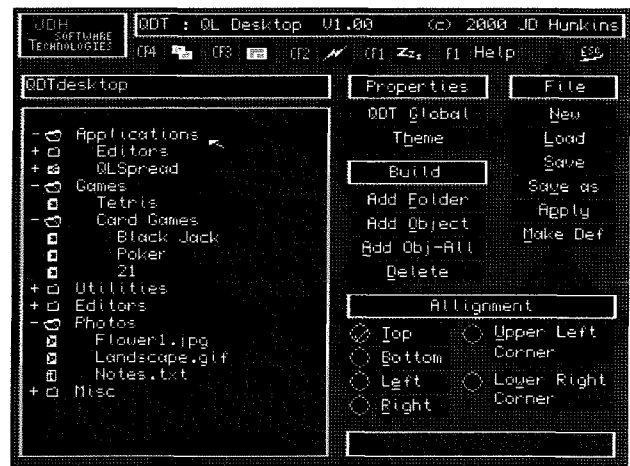 JDH
SOFTWARE
TECHNOLOGIES
QDT : QL Desktop V1.00 (c) 2000 JD Hunkins
CF4 CF3 CF2 CF1 Zzz F1 Help ESC
QDTdesktop
- Applications
+ Editors
+ QLSpread
- Games
Tetris
- Card Games
Black Jack
Poker
21
+ Utilities
+ Editors
- Photos
Flower1.jpg
Landscape.gif
Notes.txt
+ Misc
Properties
QDT Global
Theme
Build
Add Folder
Add Object
Add Obj-All
Delete
File
New
Load
Save
Save as
Apply
Make Def
Allignment
Top
Bottom
Left
Right
Upper Left
Corner
Lower Right
Corner